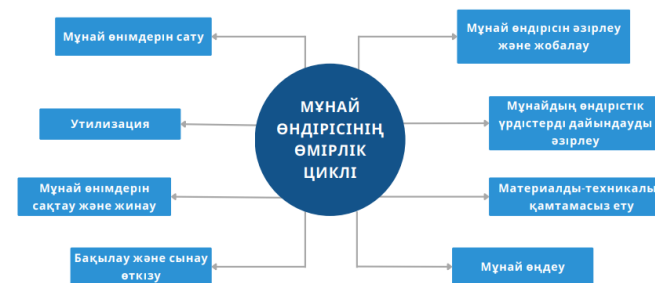 Мұнай өнімдерін сату
Утилизация
Мұнай өнімдерін
сақтау және жинау
Бақылау және сынау
өткізу
МҰНАЙ
ӨНДІРІСІНІҢ
ӨМІРЛІК
ЦИКЛІ
Мұнай өндірісін әзірлеу
және жобалау
Мұнайдың өндірістік
үрдістерді дайындауды
әзірлеу
Материалды-техникалы
қамтамасыз ету
Мұнай өңдеу